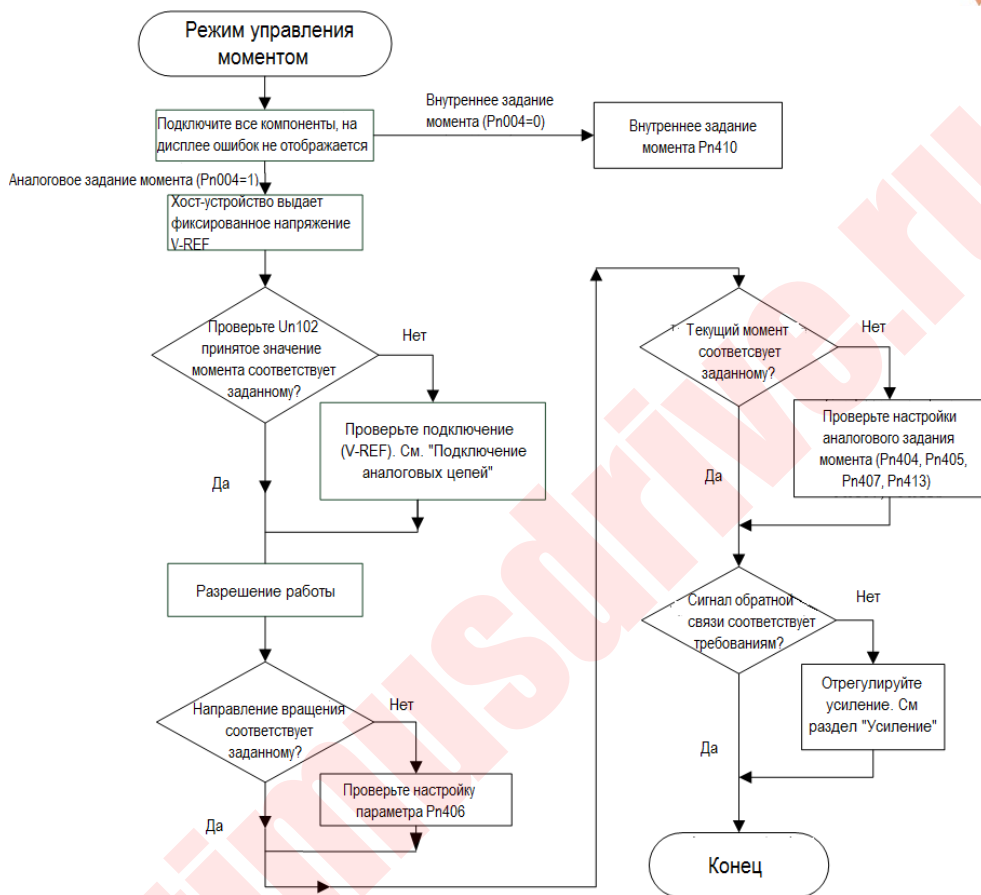 Режим управления
моментом
Внутреннее задание
момента (Pn004=0)
Подключите все компоненты, на
дисплее ошибок не отображается
Внутреннее задание
момента Pn410
Аналоговое задание момента (Pn004=1)
Хост-устройство выдает
фиксированное напряжение
V-REF
Проверьте Un102
принятое значение
момента соответствует
заданному?
Нет
Проверьте подключение
(V-REF). См. "Подключение
аналоговых цепей"
Да
Разрешение работы
Направление вращения
соответствует
заданному?
Нет
Проверьте настройку
параметра Pn406
Да
Текущий момент
соответсвует
заданному?
Нет
Проверьте настройки
аналогового задания
момента (Pn404, Pn405,
Pn407, Pn413)
Да
Сигнал обратной
связи соответствует
требованиям?
Нет
Отрегулируйте
усиление. См
раздел "Усиление"
Да
Конец
imusdrive.ru